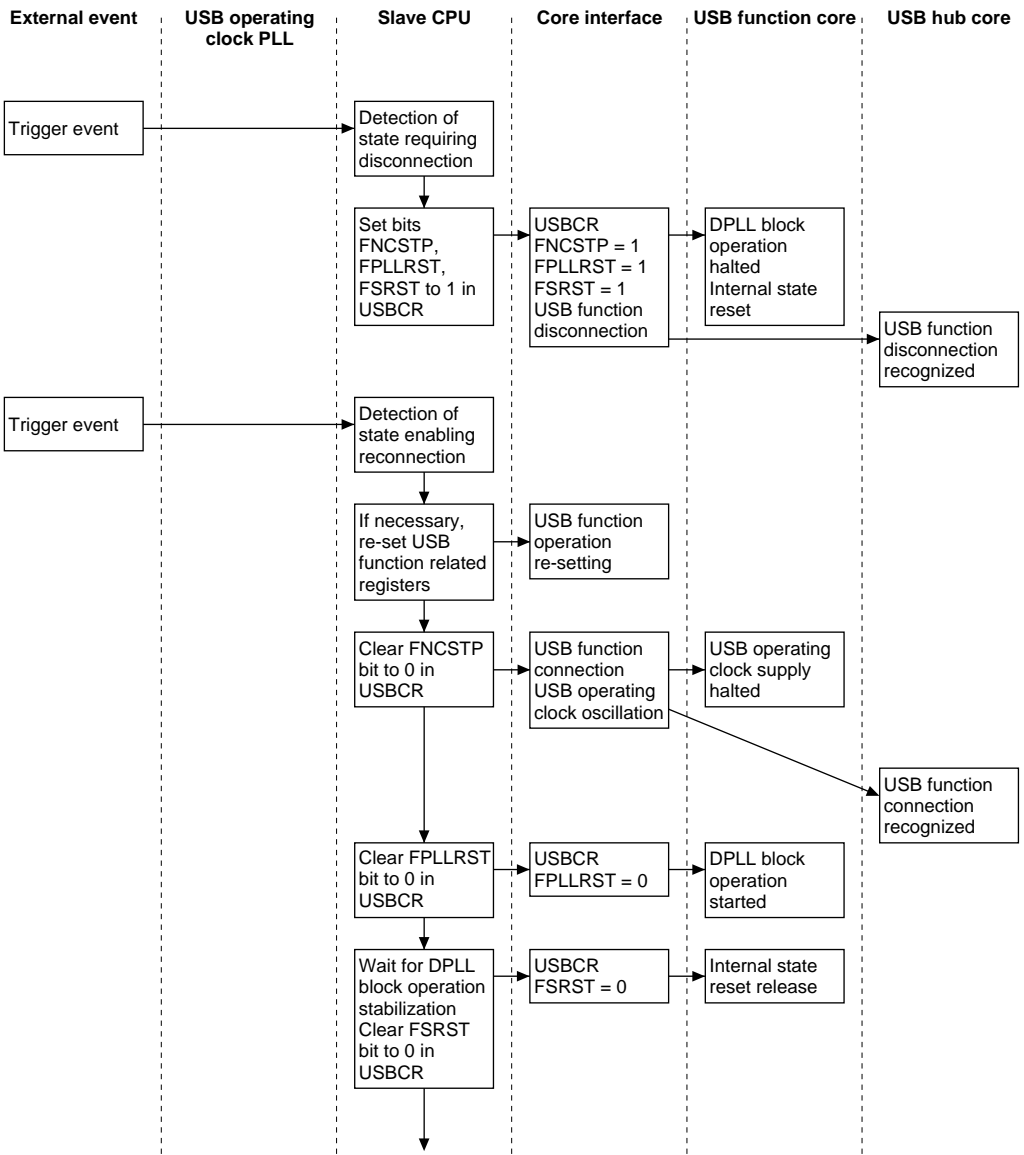 External event
USB operating
clock PLL
Slave CPU
Core interface
USB function core
USB hub core
Trigger event
Detection of
state requiring
disconnection
Set bits
FNCSTP,
FPLLRST,
FSRST to 1 in
USBCR
USBCR
FNCSTP = 1
FPLLRST = 1
FSRST = 1
USB function
disconnection
DPLL block
operation
halted
Internal state
reset
USB function
disconnection
recognized
Trigger event
Detection of
state enabling
reconnection
If necessary,
re-set USB
function related
registers
USB function
operation
re-setting
Clear FNCSTP
bit to 0 in
USBCR
USB function
connection
USB operating
clock oscillation
USB operating
clock supply
halted
USB function
connection
recognized
Clear FPLLRST
bit to 0 in
USBCR
USBCR
FPLLRST = 0
DPLL block
operation
started
Wait for DPLL
block operation
stabilization
Clear FSRST
bit to 0 in
USBCR
USBCR
FSRST = 0
Internal state
reset release